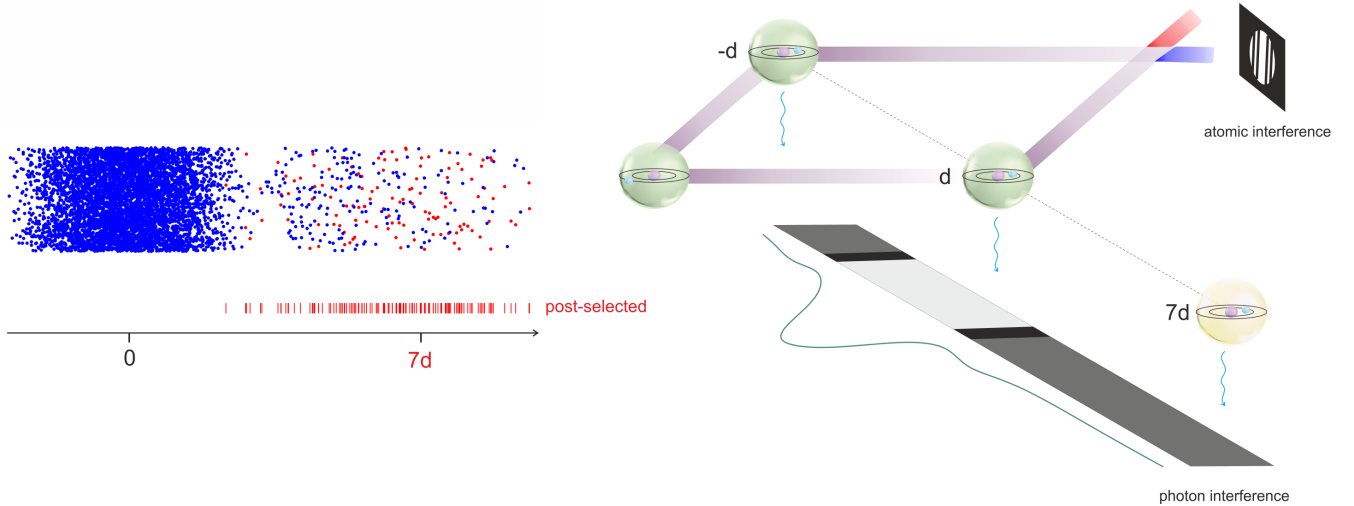 post-selected
0
7d
-d
d
7d
atomic interference
photon interference